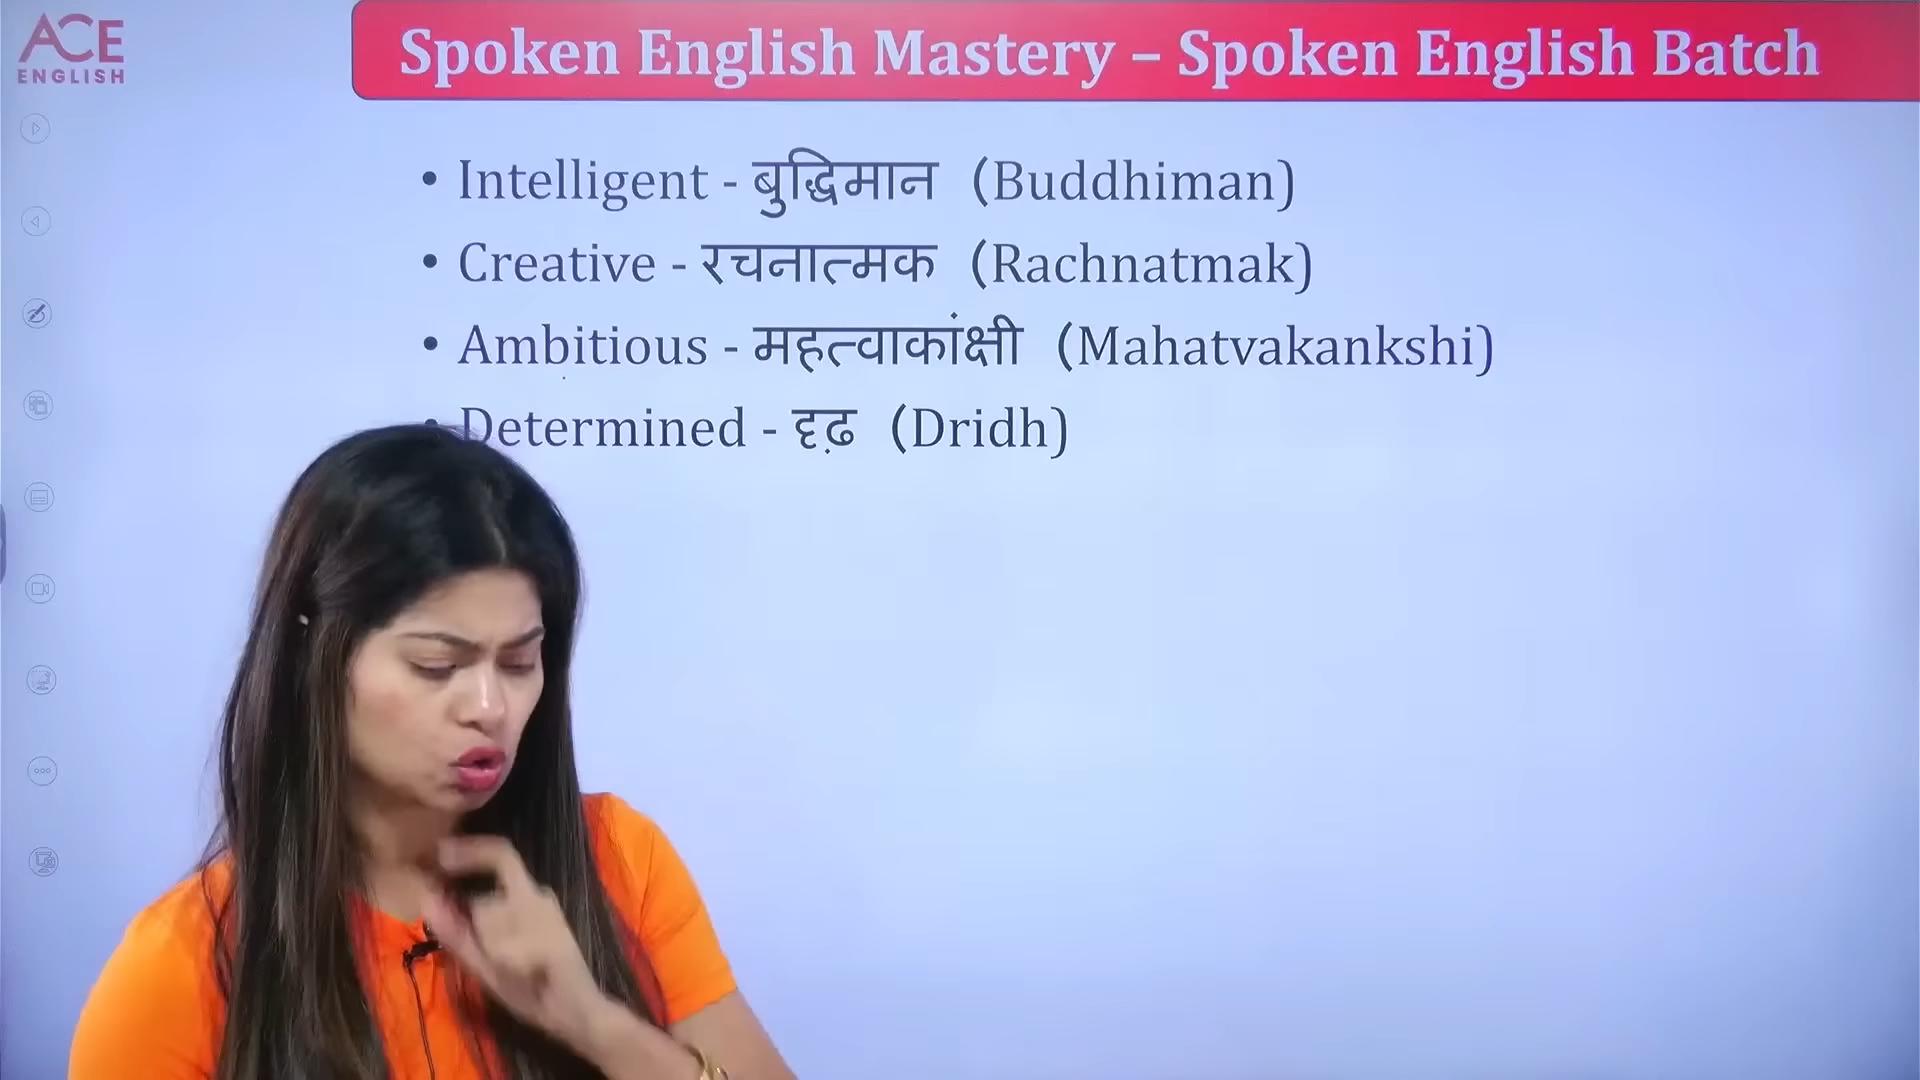 ACE
ENGLISH
Spoken English Mastery – Spoken English Batch
• Intelligent - बुद्धिमान (Buddhiman)
• Creative - रचनात्मक (Rachnatmak)
• Ambitious - महत्वाकांक्षी (Mahatvakankshi)
• Determined - दृढ़ (Dridh)